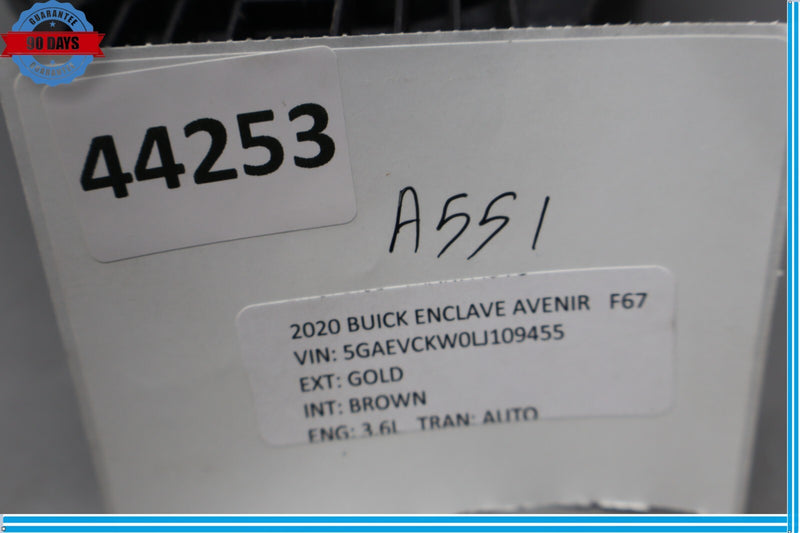 GUARANTEE
90 DAYS
GUARANTEE
44253
A551
2020 BUICK ENCLAVE AVENIR F67
VIN: 5GAEVCKW0LJ109455
EXT: GOLD
INT: BROWN
ENG: 3.6L TRAN: AUTO